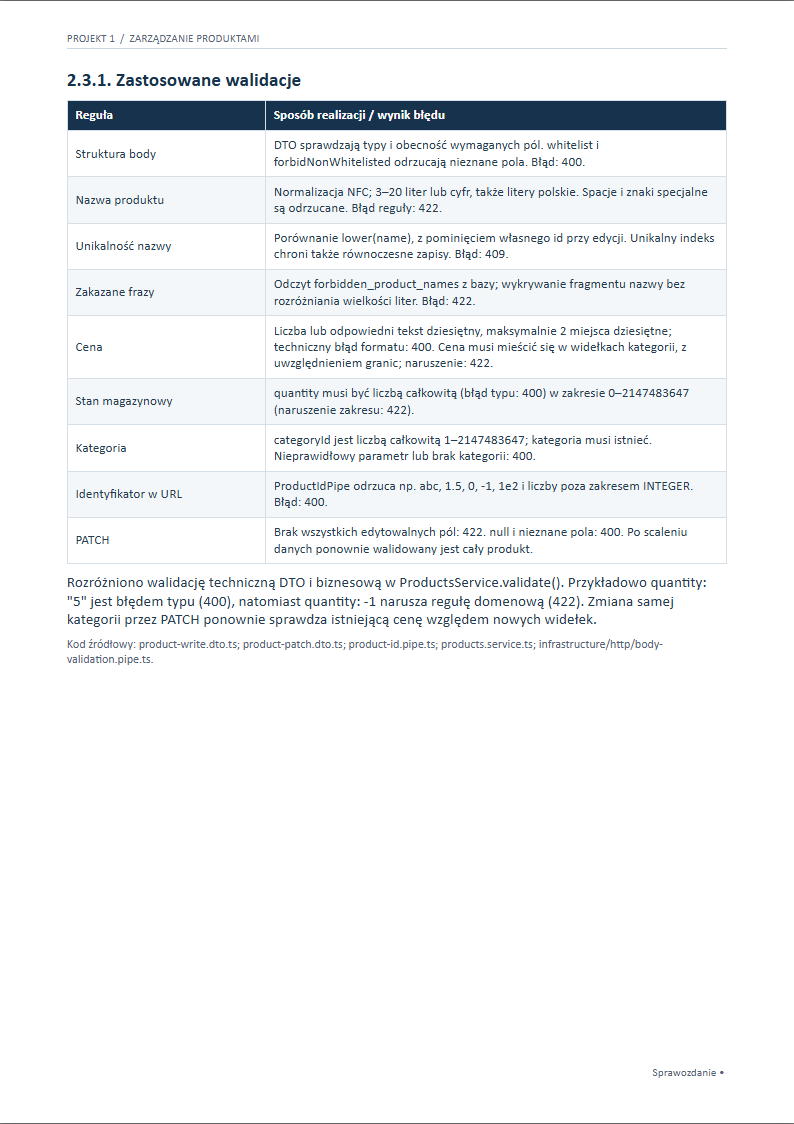 PROJEKT 1 / ZARZĄDZANIE PRODUKTAMI
2.3.1. Zastosowane walidacje
Reguła
Sposób realizacji / wynik błędu
Struktura body
DTO sprawdzają typy i obecność wymaganych pól. whitelist i
forbidNonWhitelisted odrzucają nieznane pola. Błąd: 400.
Nazwa produktu
Normalizacja NFC; 3–20 liter lub cyfr, także litery polskie. Spacje i znaki specjalne
są odrzucane. Błąd reguły: 422.
Unikalność nazwy
Porównanie lower(name), z pominięciem własnego id przy edycji. Unikalny indeks
chroni także równoczesne zapisy. Błąd: 409.
Zakazane frazy
Odczyt forbidden_product_names z bazy; wykrywanie fragmentu nazwy bez
rozróżniania wielkości liter. Błąd: 422.
Cena
Liczba lub odpowiedni tekst dziesiętny, maksymalnie 2 miejsca dziesiętne;
techniczny błąd formatu: 400. Cena musi mieścić się w widełkach kategorii, z
uwzględnieniem granic; naruszenie: 422.
Stan magazynowy
quantity musi być liczbą całkowitą (błąd typu: 400) w zakresie 0–2147483647
(naruszenie zakresu: 422).
Kategoria
categoryId jest liczbą całkowitą 1–2147483647; kategoria musi istnieć.
Nieprawidłowy parametr lub brak kategorii: 400.
Identyfikator w URL
ProductIdPipe odrzuca np. abc, 1.5, 0, -1, 1e2 i liczby poza zakresem INTEGER.
Błąd: 400.
PATCH
Brak wszystkich edytowalnych pól: 422. null i nieznane pola: 400. Po scaleniu
danych ponownie walidowany jest cały produkt.
Rozróżniono walidację techniczną DTO i biznesową w ProductsService.validate(). Przykładowo quantity:
"5" jest błędem typu (400), natomiast quantity: -1 narusza regułę domenową (422). Zmiana samej
kategorii przez PATCH ponownie sprawdza istniejącą cenę względem nowych widełek.
Kod źródłowy: product-write.dto.ts; product-patch.dto.ts; product-id.pipe.ts; products.service.ts; infrastructure/http/body-
validation.pipe.ts.
Sprawozdanie •